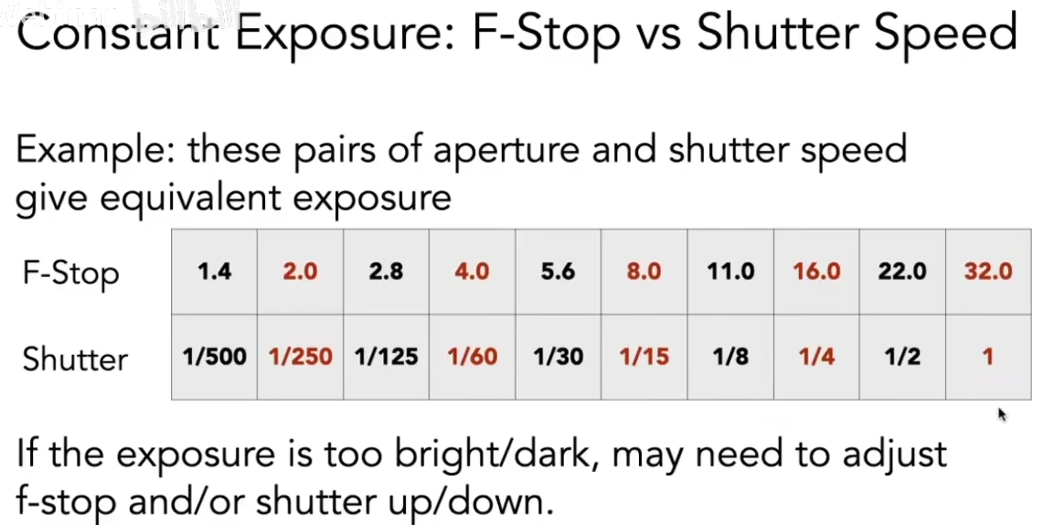 Constant Exposure: F-Stop vs Shutter Speed
Example: these pairs of aperture and shutter speed
give equivalent exposure
F-Stop 1.4 2.0 2.8 4.0 5.6 8.0 11.0 16.0 22.0 32.0
Shutter 1/500 1/250 1/125 1/60 1/30 1/15 1/8 1/4 1/2 1
If the exposure is too bright/dark, may need to adjust
f-stop and/or shutter up/down.